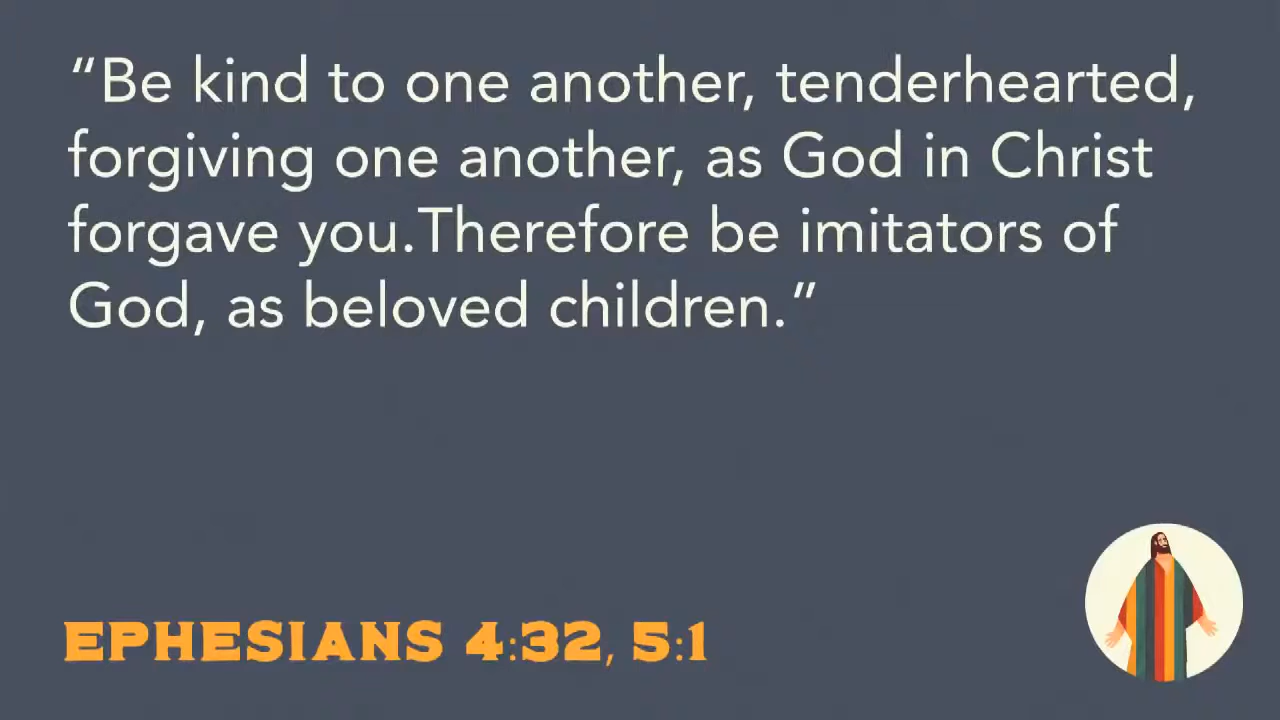 “Be kind to one another, tenderhearted,
forgiving one another, as God in Christ
forgave you.Therefore be imitators of
God, as beloved children.”
EPHESIANS 4:32, 5:1